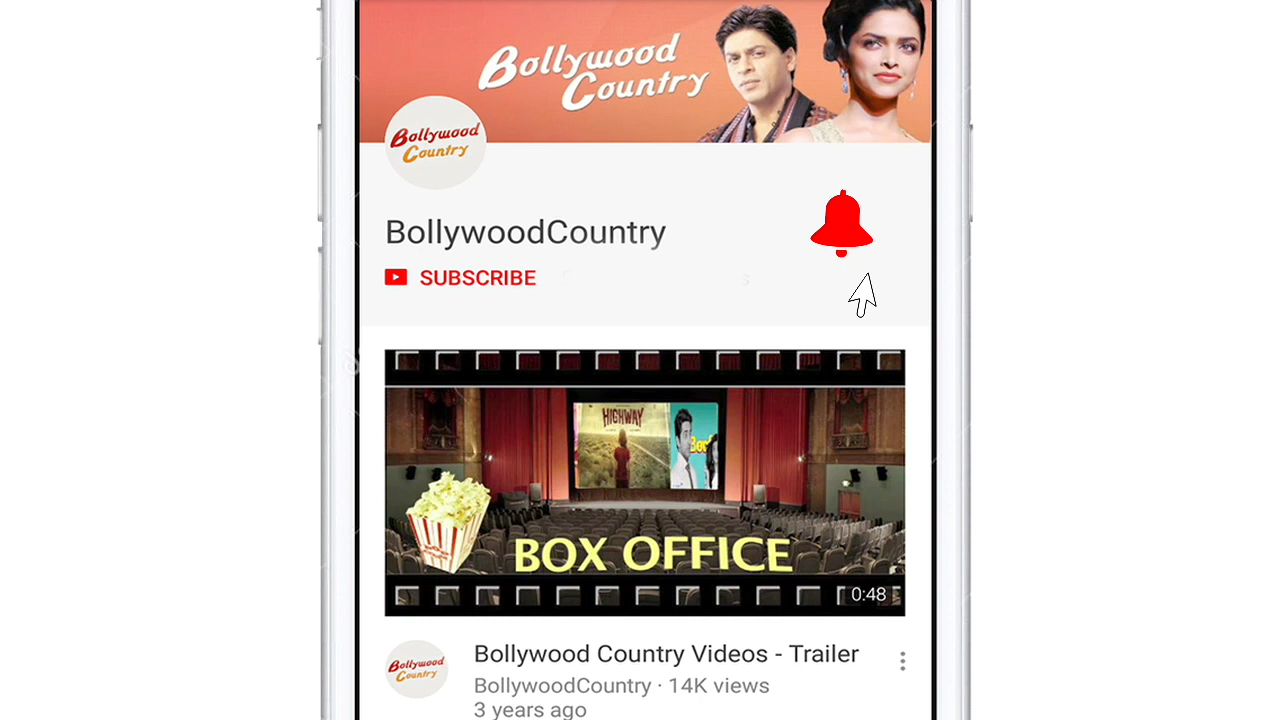 Bollywood
Country
Bollywood
Country
BollywoodCountry
SUBSCRIBE
HIGHWAY
BOX OFFICE
0:48
Bollywood Country Videos - Trailer
Bollywood
Country
BollywoodCountry · 14K views
3 years ago